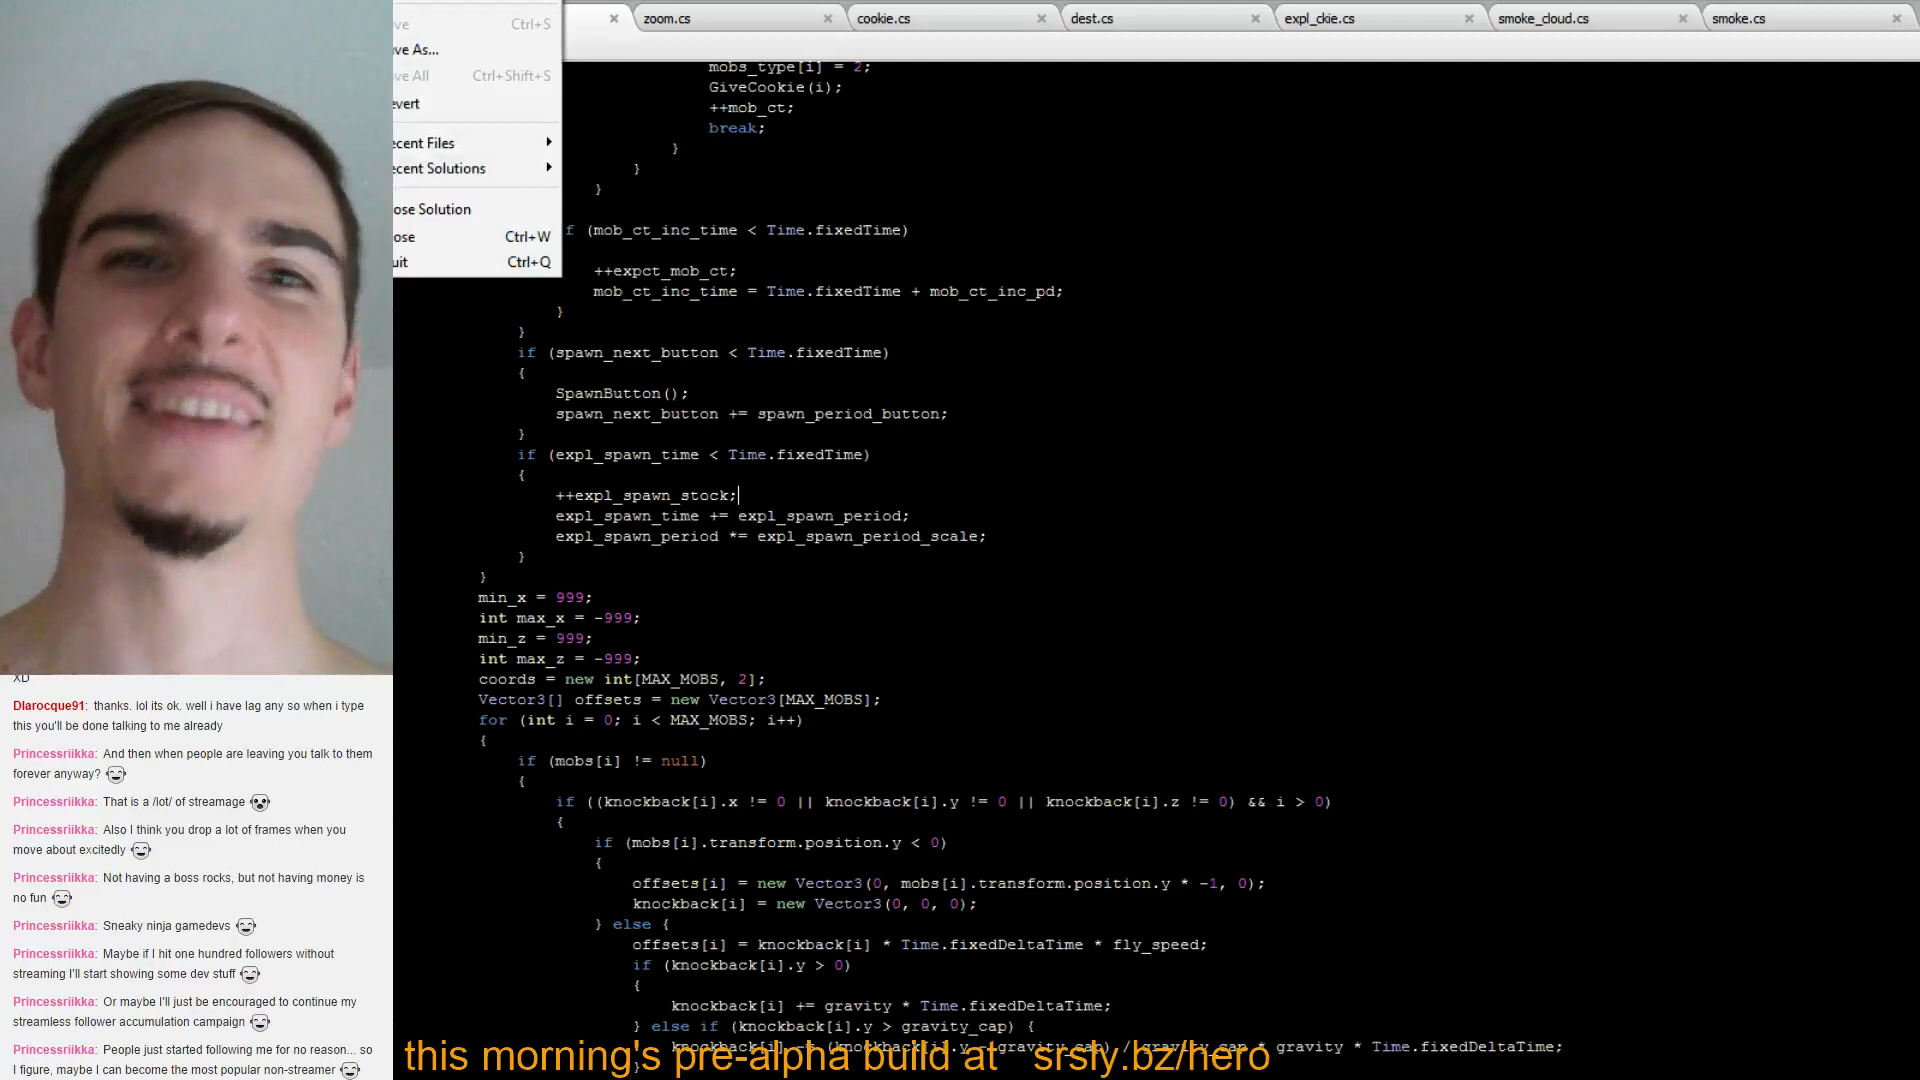 ve Ctrl+S
ve As...
ve All Ctrl+Shift+S
evert
ecent Files
ecent Solutions
ose Solution
ose Ctrl+W
uit Ctrl+Q
zoom.cs
cookie.cs
dest.cs
expl_ckie.cs
smoke_cloud.cs
smoke.cs
mobs_type[i] = 2;
GiveCookie(i);
++mob_ct;
break;
}
}
}
f (mob_ct_inc_time < Time.fixedTime)
++expct_mob_ct;
mob_ct_inc_time = Time.fixedTime + mob_ct_inc_pd;
}
}
if (spawn_next_button < Time.fixedTime)
{
SpawnButton();
spawn_next_button += spawn_period_button;
}
if (expl_spawn_time < Time.fixedTime)
{
++expl_spawn_stock;
expl_spawn_time += expl_spawn_period;
expl_spawn_period *= expl_spawn_period_scale;
}
}
min_x = 999;
int max_x = -999;
min_z = 999;
int max_z = -999;
coords = new int[MAX_MOBS, 2];
Vector3[] offsets = new Vector3[MAX_MOBS];
for (int i = 0; i < MAX_MOBS; i++)
{
if (mobs[i] != null)
{
if ((knockback[i].x != 0 || knockback[i].y != 0 || knockback[i].z != 0) && i > 0)
{
if (mobs[i].transform.position.y < 0)
{
offsets[i] = new Vector3(0, mobs[i].transform.position.y * -1, 0);
knockback[i] = new Vector3(0, 0, 0);
} else {
offsets[i] = knockback[i] * Time.fixedDeltaTime * fly_speed;
if (knockback[i].y > 0)
{
knockback[i] += gravity * Time.fixedDeltaTime;
} else if (knockback[i].y > gravity_cap) {
gravity * Time.fixedDeltaTime;
}
XD
Dlarocque91: thanks. lol its ok. well i have lag any so when i type
this you'll be done talking to me already
Princessriikka: And then when people are leaving you talk to them
forever anyway?
Princessriikka: That is a /lot/ of streamage
Princessriikka: Also I think you drop a lot of frames when you
move about excitedly
Princessriikka: Not having a boss rocks, but not having money is
no fun
Princessriikka: Sneaky ninja gamedevs
Princessriikka: Maybe if I hit one hundred followers without
streaming I'll start showing some dev stuff
Princessriikka: Or maybe I'll just be encouraged to continue my
streamless follower accumulation campaign
Princessriikka: People just started following me for no reason... so
I figure, maybe I can become the most popular non-streamer
this morning's pre-alpha build at srsly.bz/hero